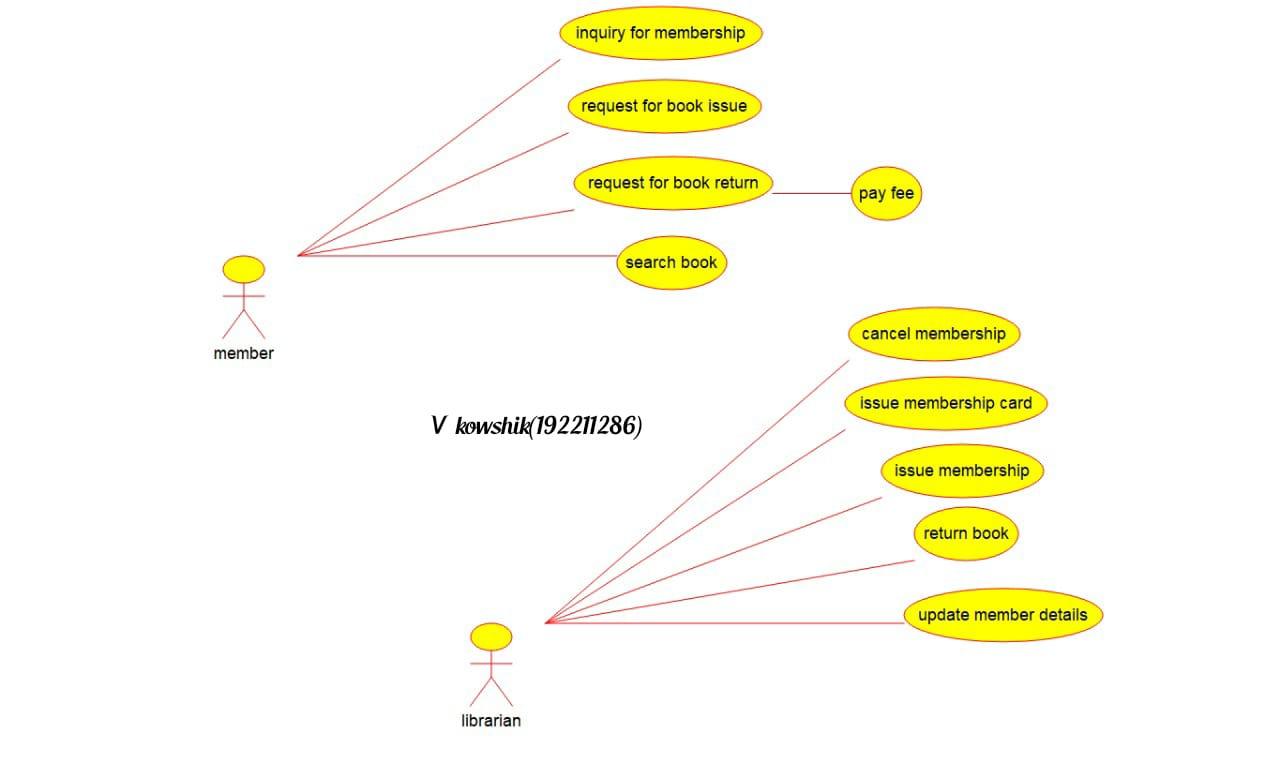 inquiry for membership
request for book issue
request for book return
pay fee
search book
member
cancel membership
issue membership card
V kowshik(192211286)
issue membership
return book
update member details
librarian